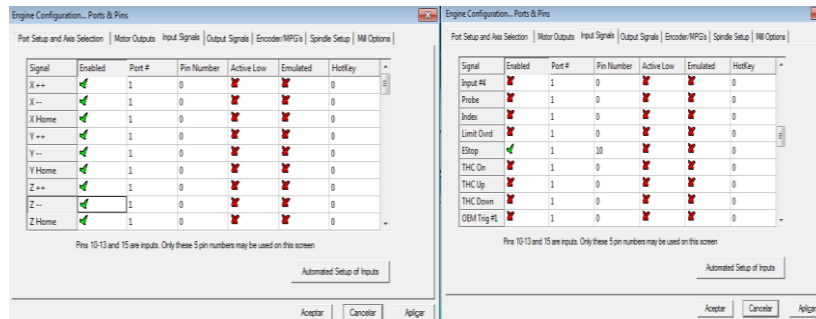 Engine Configuration... Ports & Pins
Port Setup and Axis Selection Motor Outputs Input Signals Output Signals Encoder/MPG's Spindle Setup Mill Options
Signal Enabled Port # Pin Number Active Low Emulated HotKey
X ++ 1 0 0
X -- 1 0 0
X Home 1 0 0
Y ++ 1 0 0
Y -- 1 0 0
Y Home 1 0 0
Z ++ 1 0 0
Z -- 1 0 0
Z Home 1 0 0
Pins 10-13 and 15 are inputs. Only these 5 pin numbers may be used on this screen
Automated Setup of Inputs
Aceptar Cancelar Aplicar
Engine Configuration... Ports & Pins
Port Setup and Axis Selection Motor Outputs Input Signals Output Signals Encoder/MPG's Spindle Setup Mill Options
Signal Enabled Port # Pin Number Active Low Emulated HotKey
Input #4 1 0 0
Probe 1 0 0
Index 1 0 0
Limit Ovrd 1 0 0
EStop 1 10 0
THC On 1 0 0
THC Up 1 0 0
THC Down 1 0 0
OEM Trig #1 1 0 0
Pins 10-13 and 15 are inputs. Only these 5 pin numbers may be used on this screen
Automated Setup of Inputs
Aceptar Cancelar Aplicar